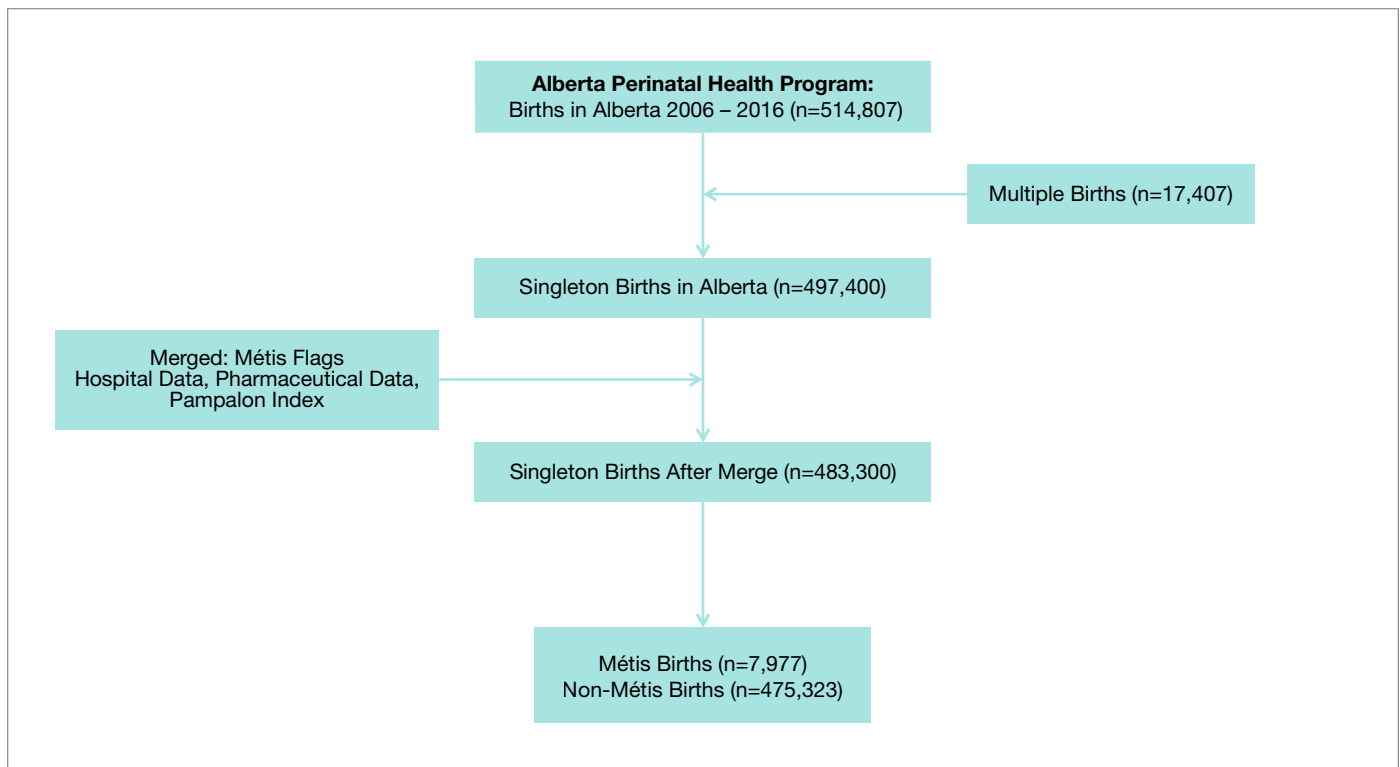 Alberta Perinatal Health Program:
Births in Alberta 2006 – 2016 (n=514,807)
Multiple Births (n=17,407)
Singleton Births in Alberta (n=497,400)
Merged: Métis Flags
Hospital Data, Pharmaceutical Data,
Pampalon Index
Singleton Births After Merge (n=483,300)
Métis Births (n=7,977)
Non-Métis Births (n=475,323)